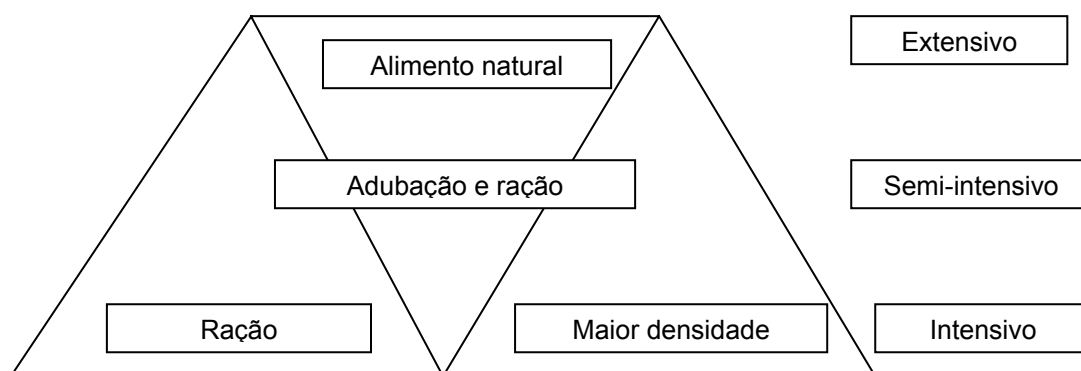 Alimento natural
Extensivo
Adubação e ração
Semi-intensivo
Ração
Maior densidade
Intensivo